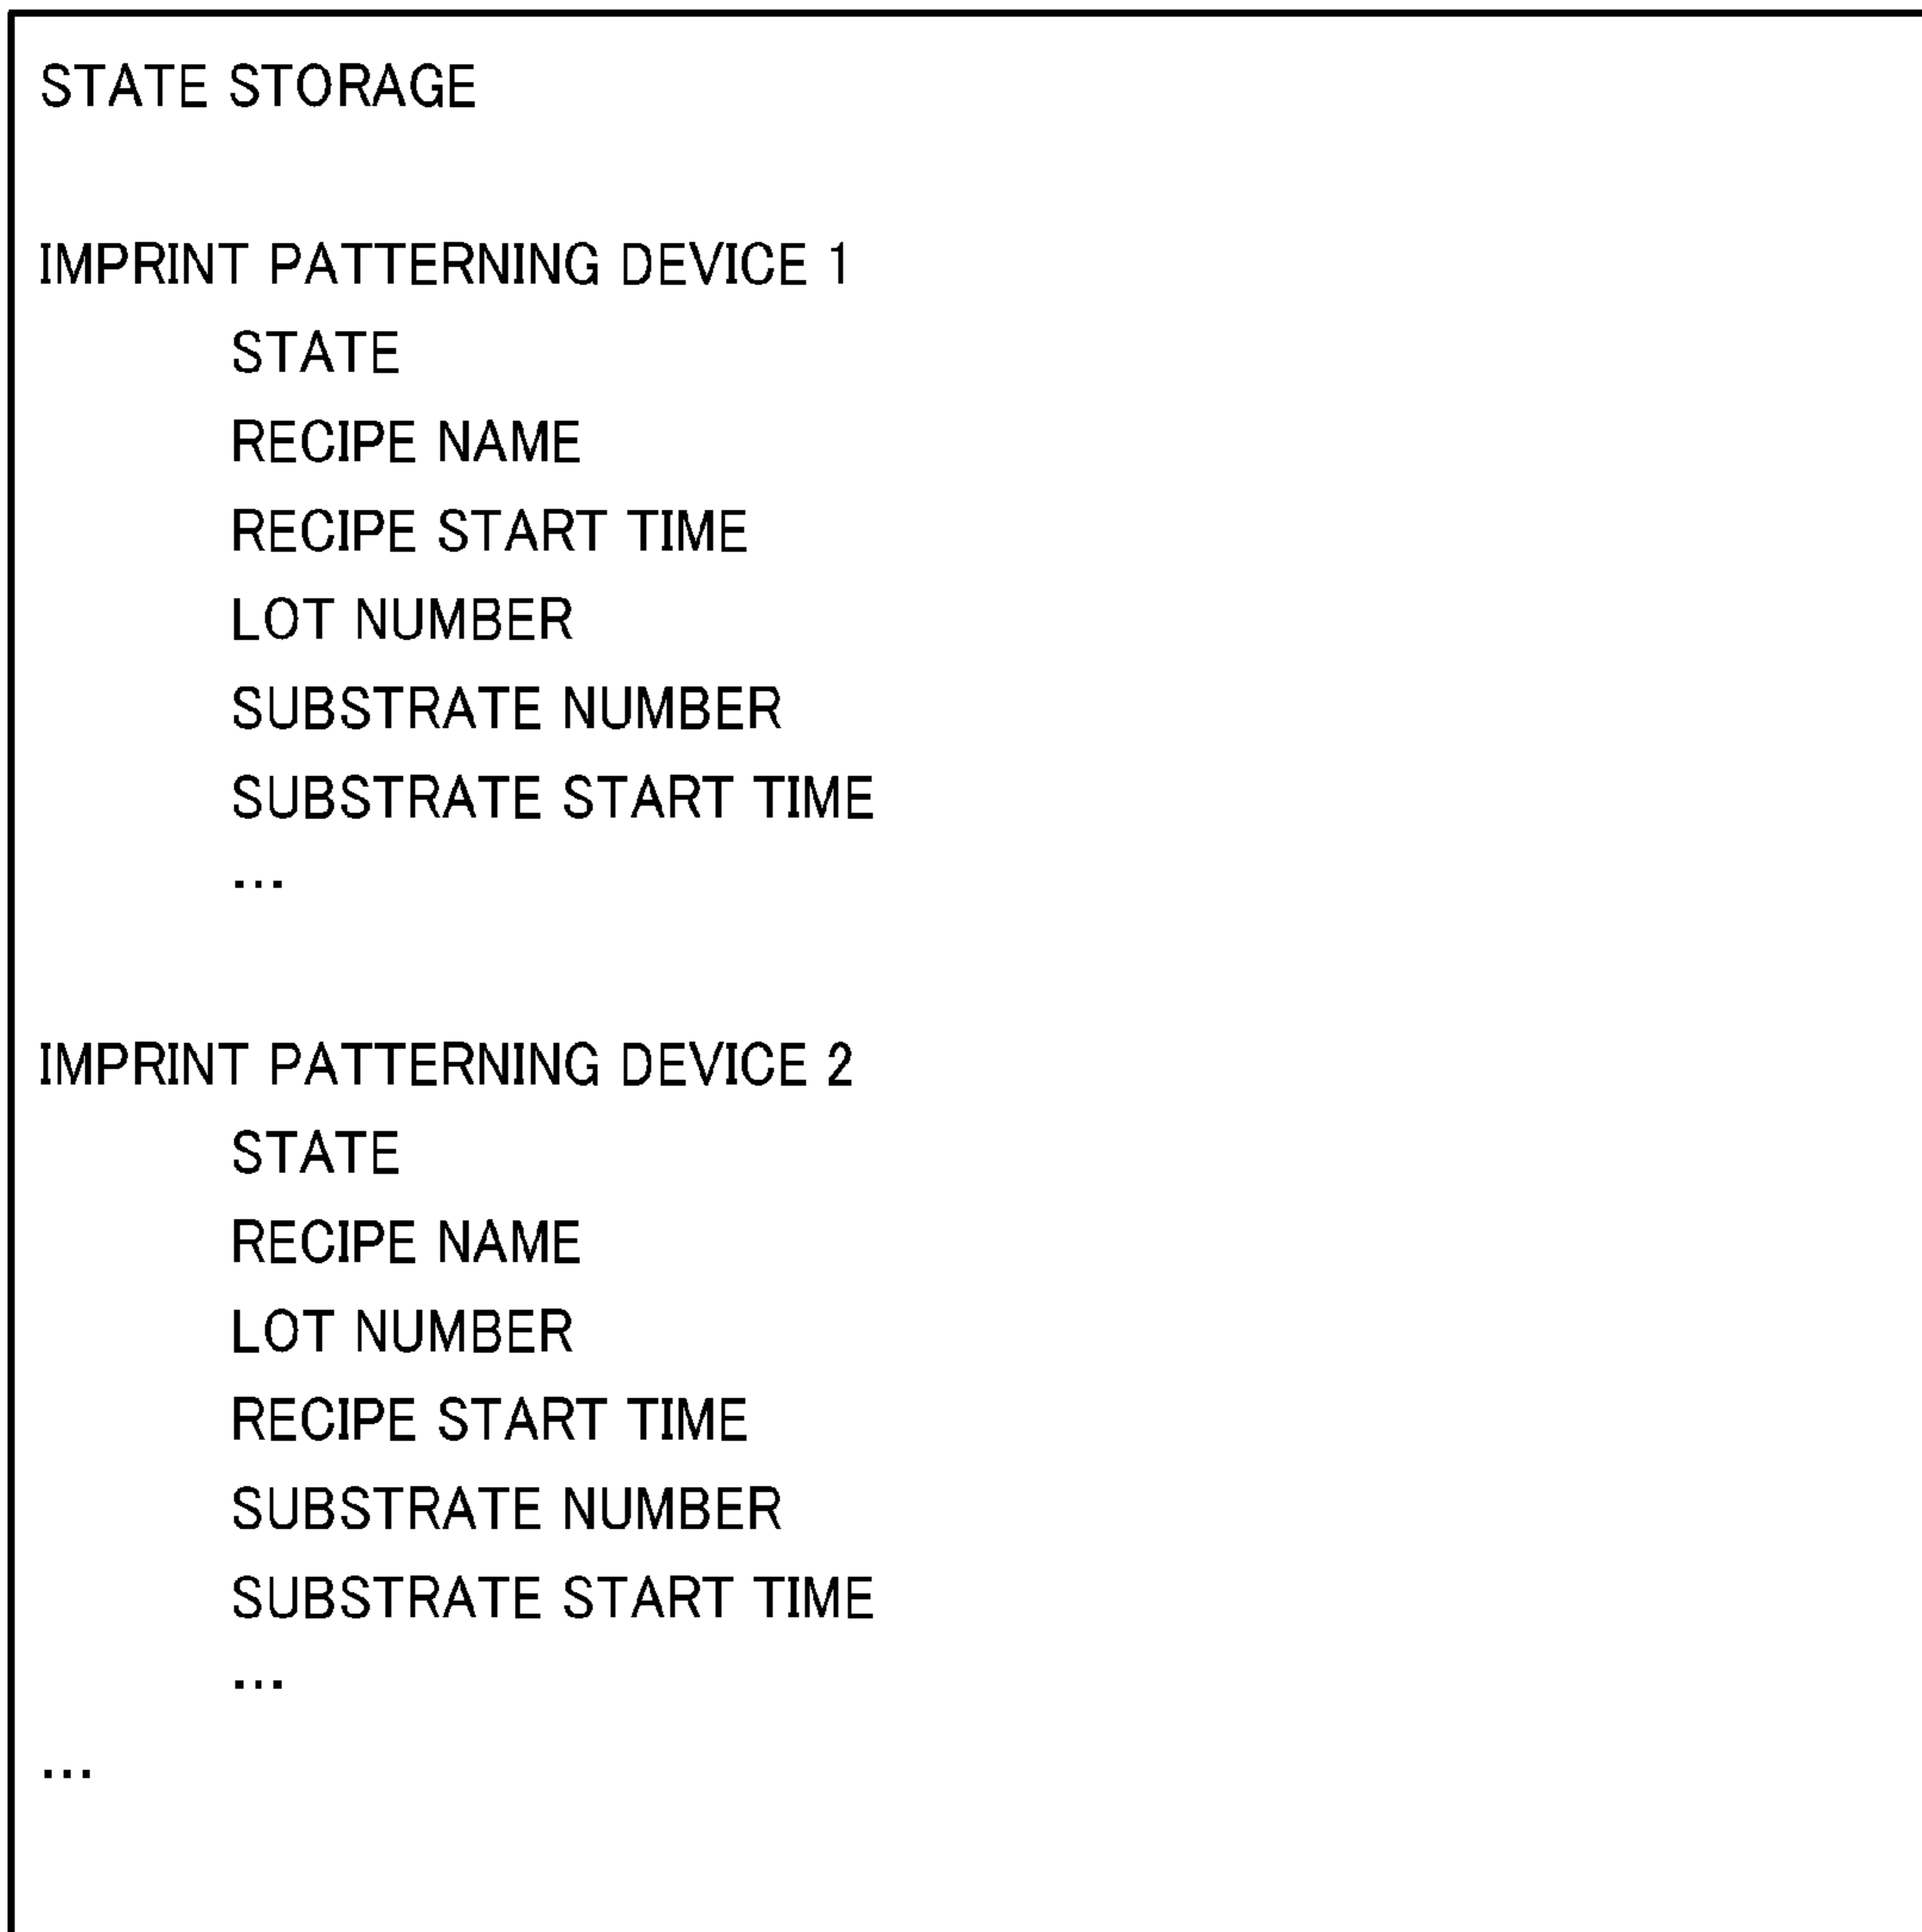 STATE STORAGE
IMPRINT PATTERNING DEVICE 1
STATE
RECIPE NAME
RECIPE START TIME
LOT NUMBER
SUBSTRATE NUMBER
SUBSTRATE START TIME
...
IMPRINT PATTERNING DEVICE 2
STATE
RECIPE NAME
LOT NUMBER
RECIPE START TIME
SUBSTRATE NUMBER
SUBSTRATE START TIME
...
...